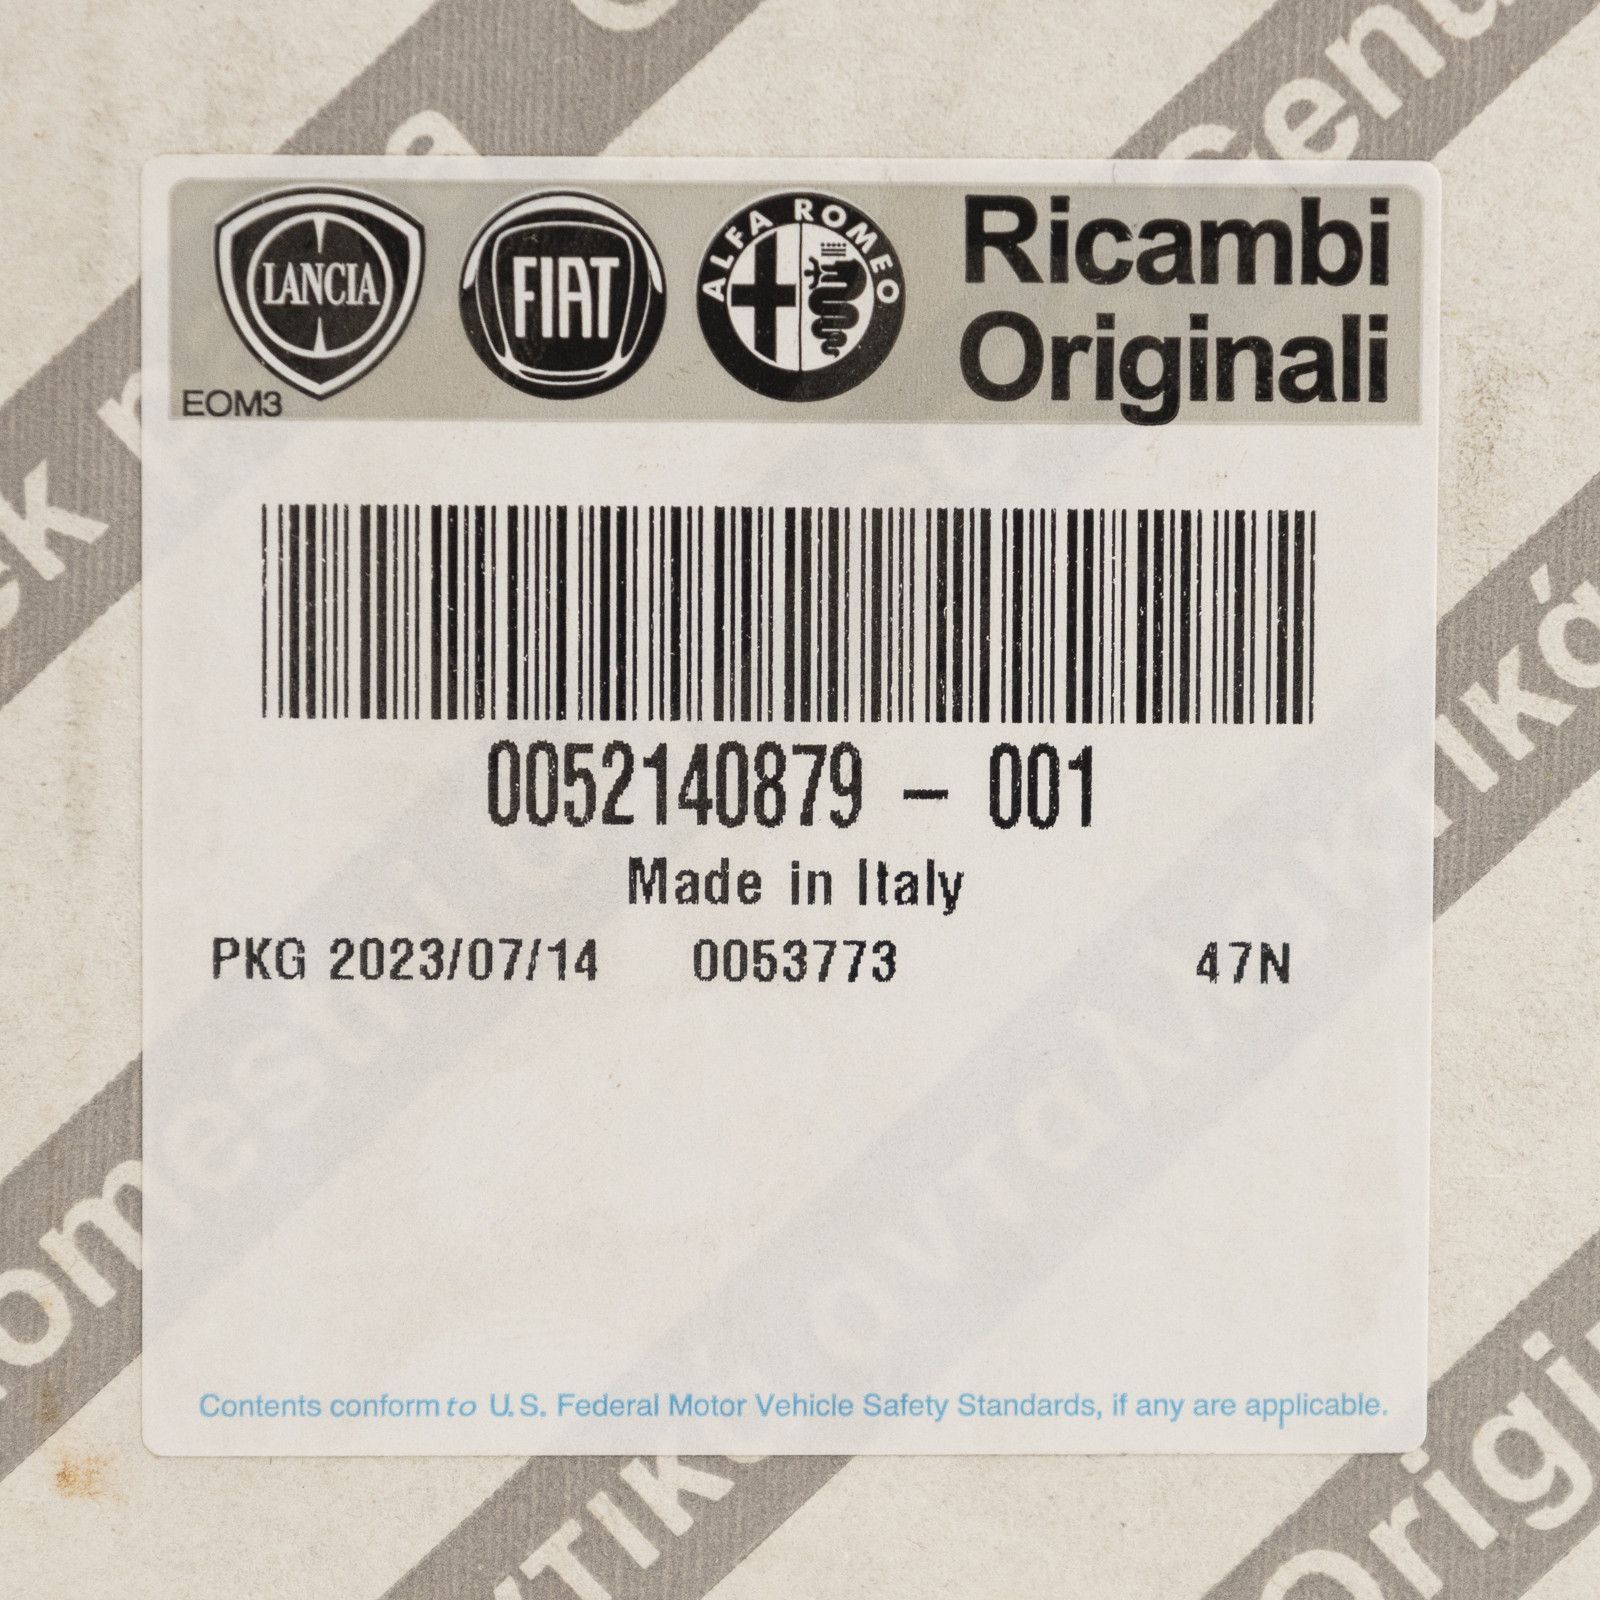 LANCIA
FIAT
ALFA ROMEO
Ricambi
Originali
EOM3
0052140879 - 001
Made in Italy
PKG 2023/07/14 0053773 47N
Contents conform to U.S. Federal Motor Vehicle Safety Standards, if any are applicable.